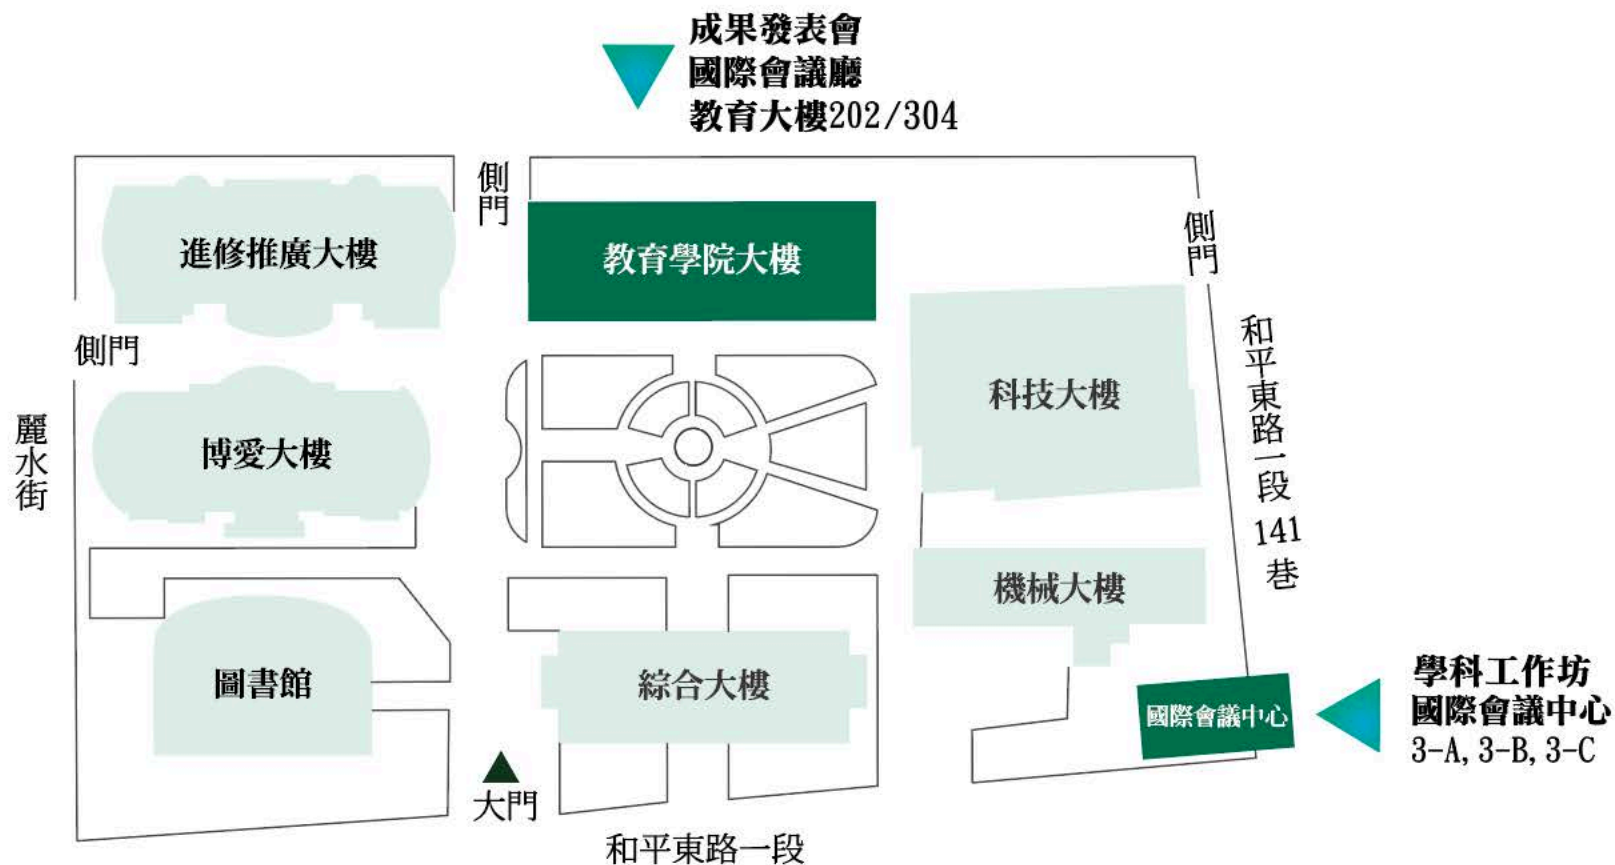 成果發表會
國際會議廳
教育大樓202/304
側門
進修推廣大樓
教育學院大樓
側門
側門
麗水街
博愛大樓
科技大樓
和平東路一段141巷
機械大樓
圖書館
綜合大樓
國際會議中心
學科工作坊
國際會議中心
3-A, 3-B, 3-C
大門
和平東路一段